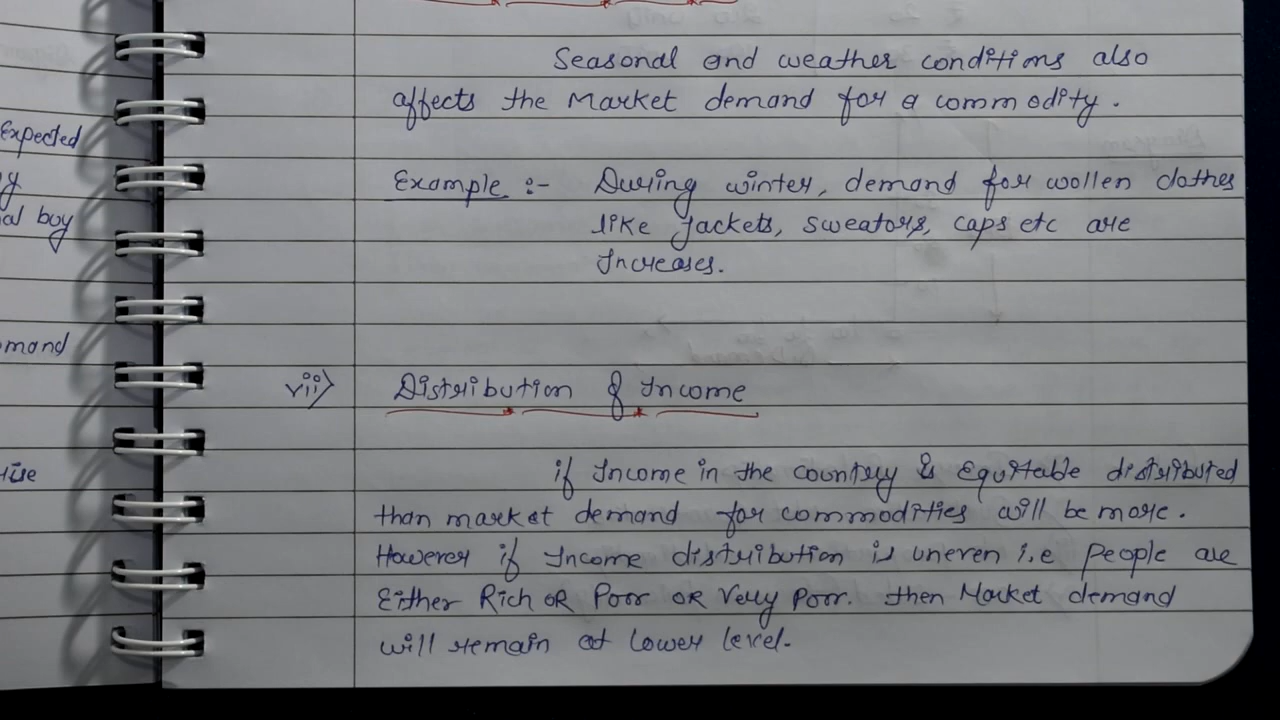 Expected
y
al buy
mand
Seasonal and weather conditions also
affects the Market demand for a commodity.
Example :- During winter, demand for wollen clothes
like Jackets, Sweators, caps etc are
Increases.
vii) Distribution of Income
if Income in the country is Equitable distributed
than market demand for commodities will be more.
However if Income distribution is uneven i.e People are
Either Rich OR Poor OR Very Poor. then Market demand
will remain at lower level.